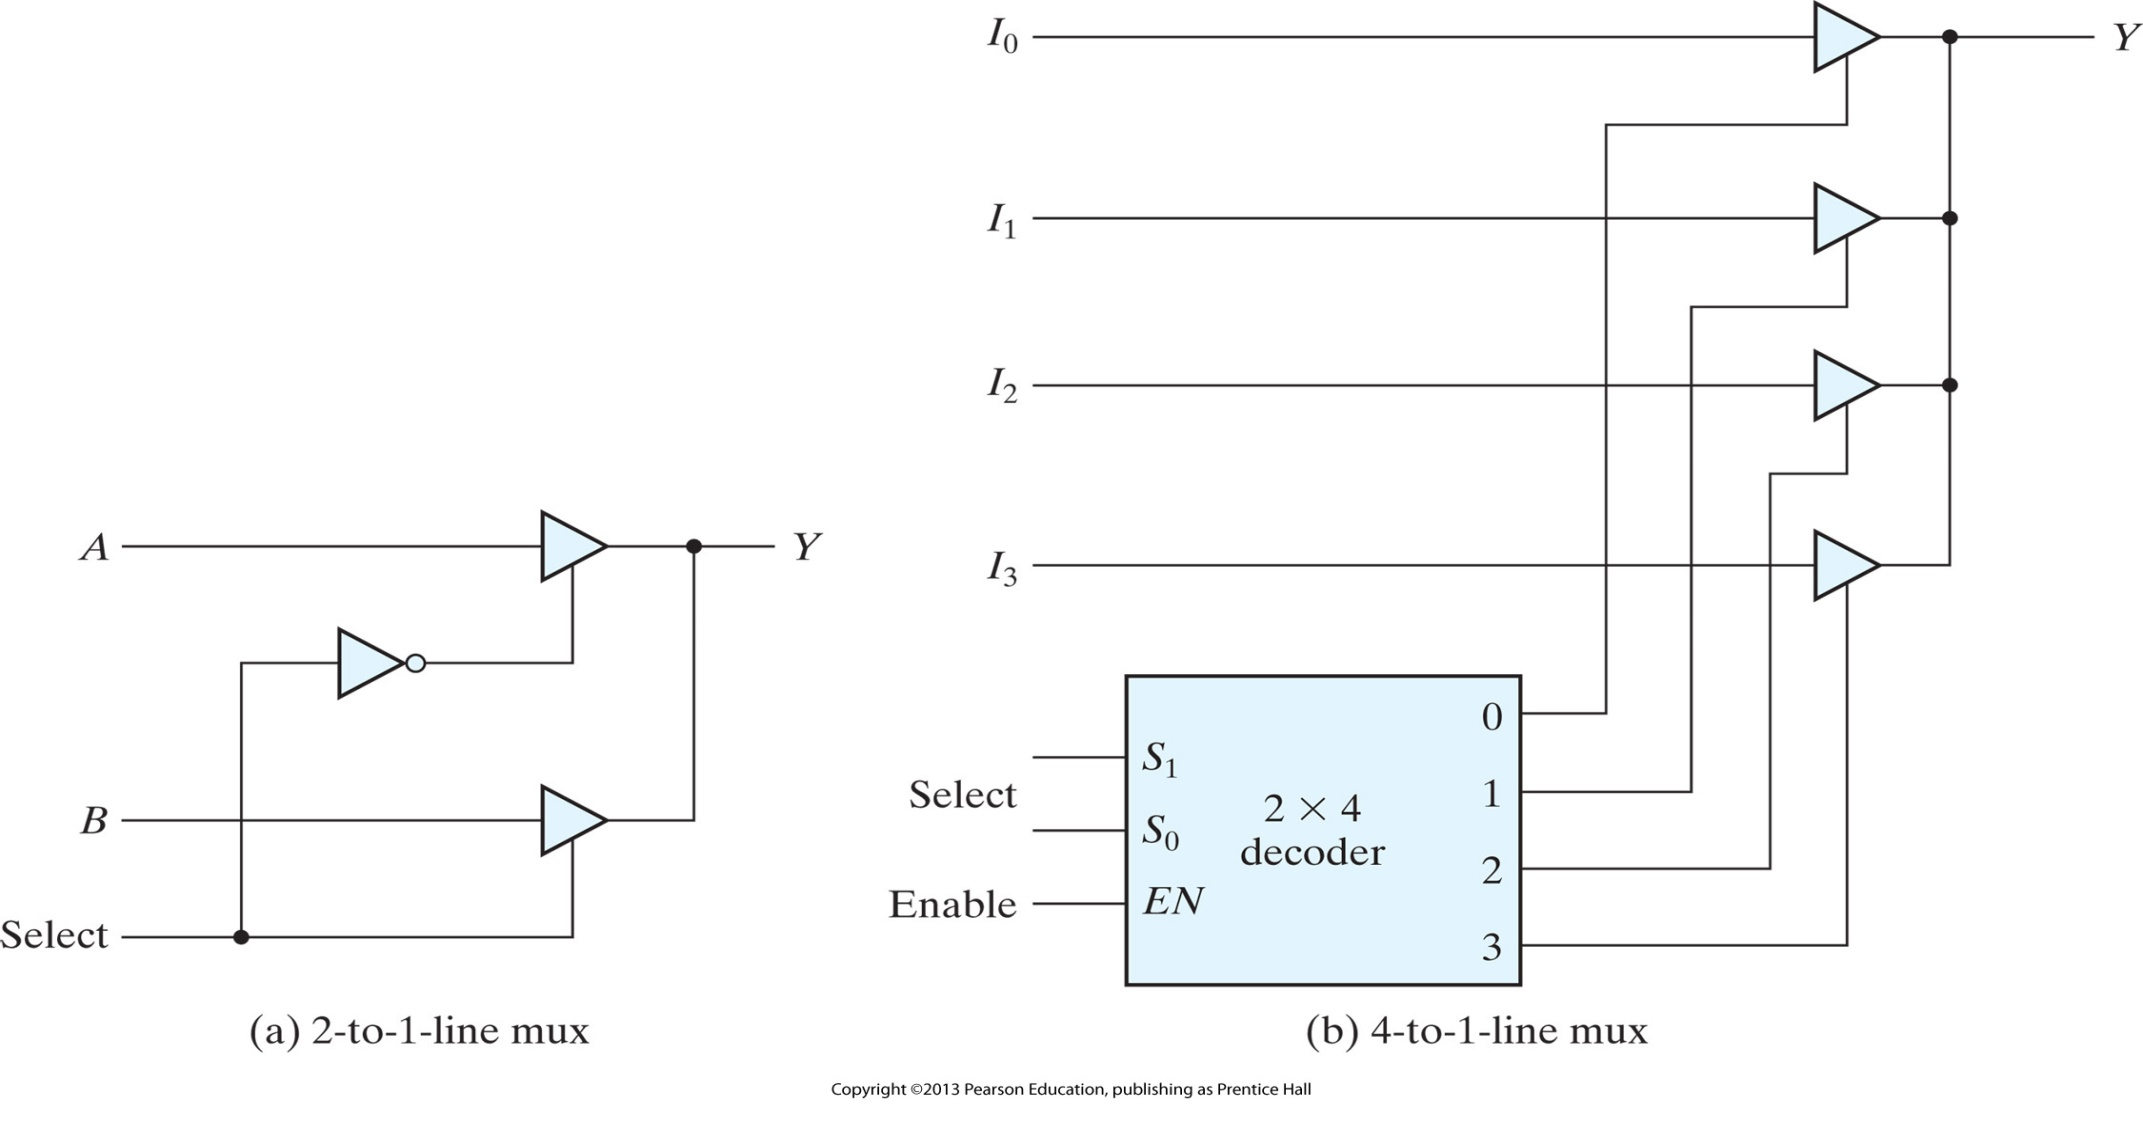 I0
Y
I1
I2
A
Y
I3
0
S1
1
Select
2 × 4
B
S0
decoder
2
Enable
EN
Select
3
(a) 2-to-1-line mux
(b) 4-to-1-line mux
Copyright ©2013 Pearson Education, publishing as Prentice Hall